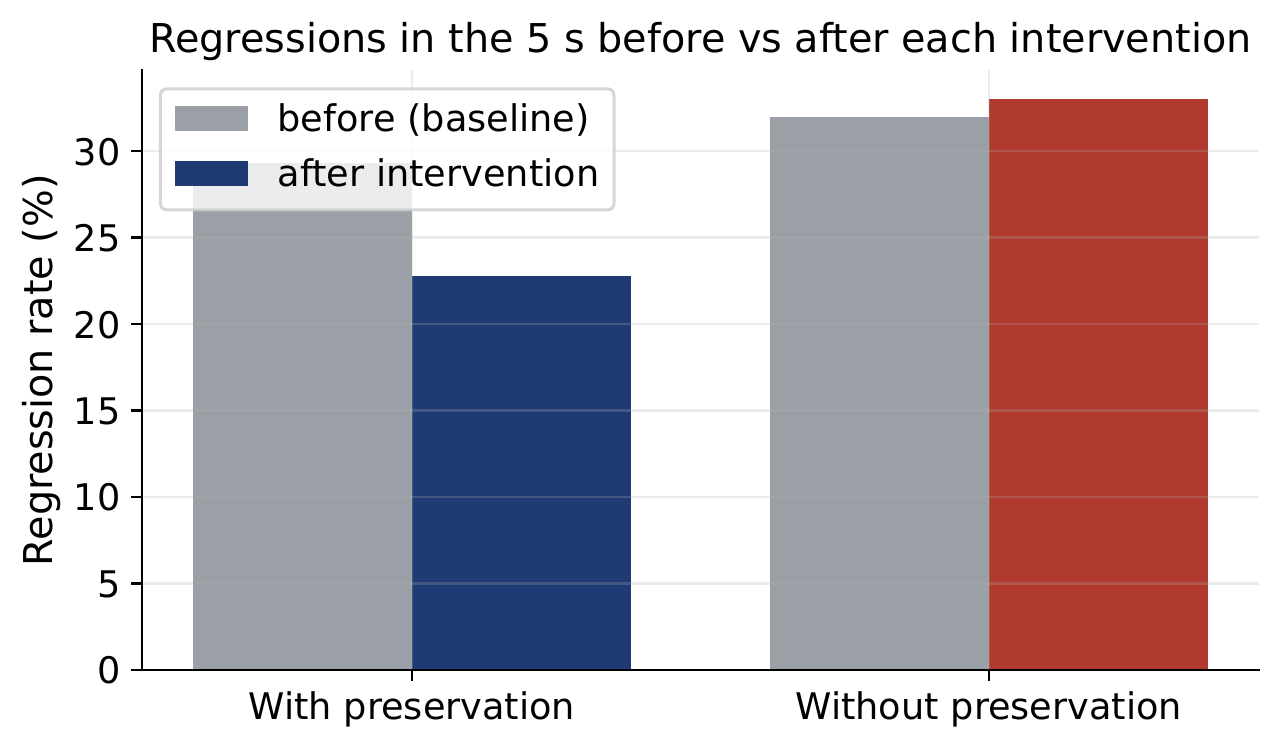 Regressions in the 5 s before vs after each intervention
before (baseline)
after intervention
Regression rate (%)
30
25
20
15
10
5
0
With preservation
Without preservation